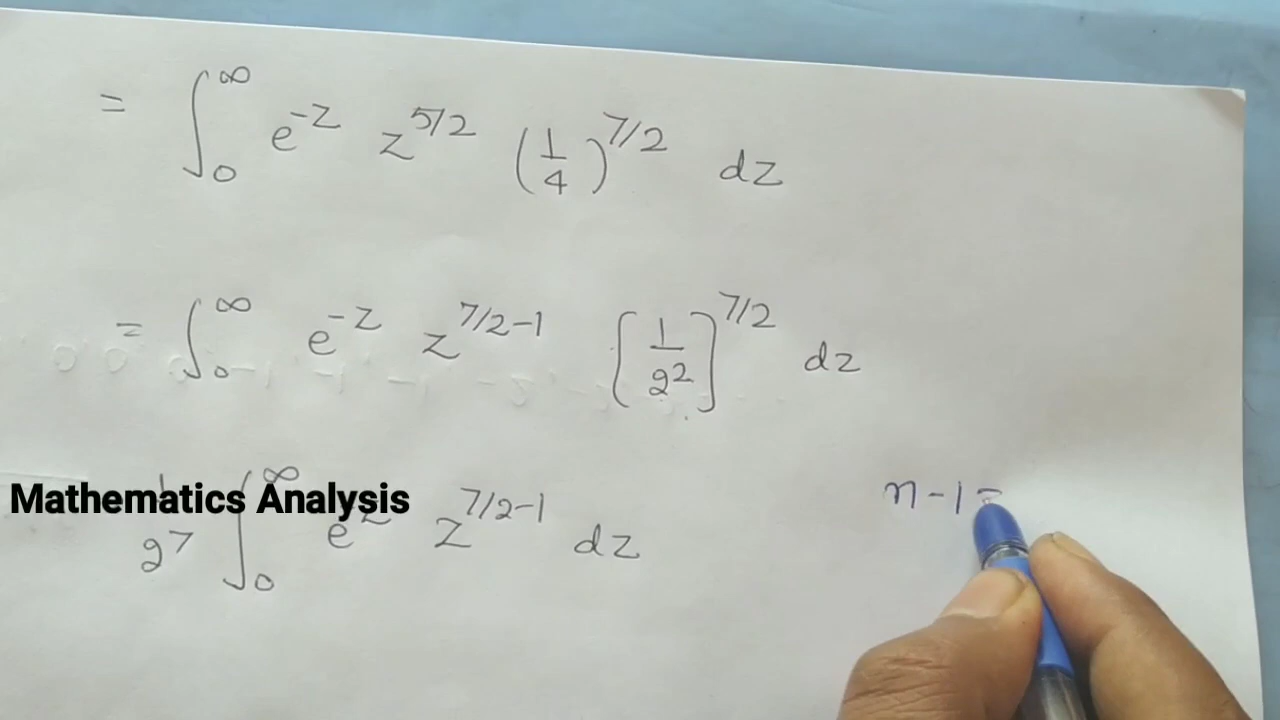 = ∫₀^∞ e^{-z} z^{5/2} (1/4)^{7/2} dz
= ∫₀^∞ e^{-z} z^{7/2-1} [1/2²]^{7/2} dz
1/2⁷ ∫₀^∞ e^{-z} z^{7/2-1} dz
n-1=
Mathematics Analysis